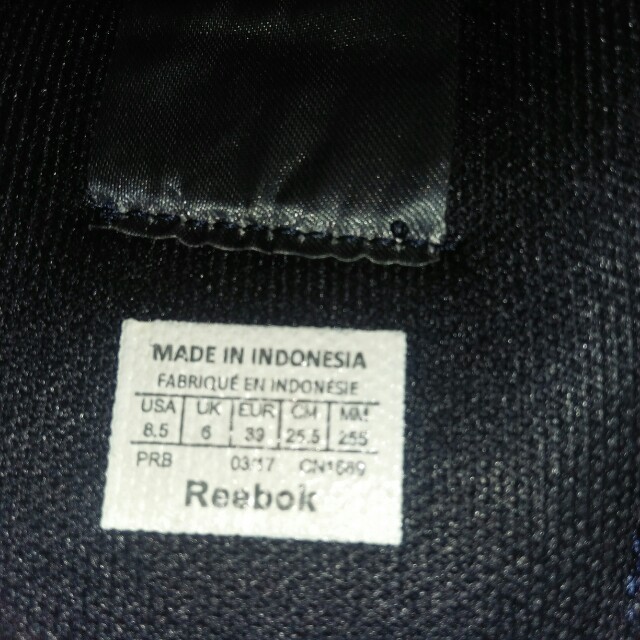 MADE IN INDONESIA
FABRIQUÉ EN INDONÉSIE
USA UK EUR CM MM
8.5 6 39 25.5 255
PRB 03/17 CN1589
Reebok